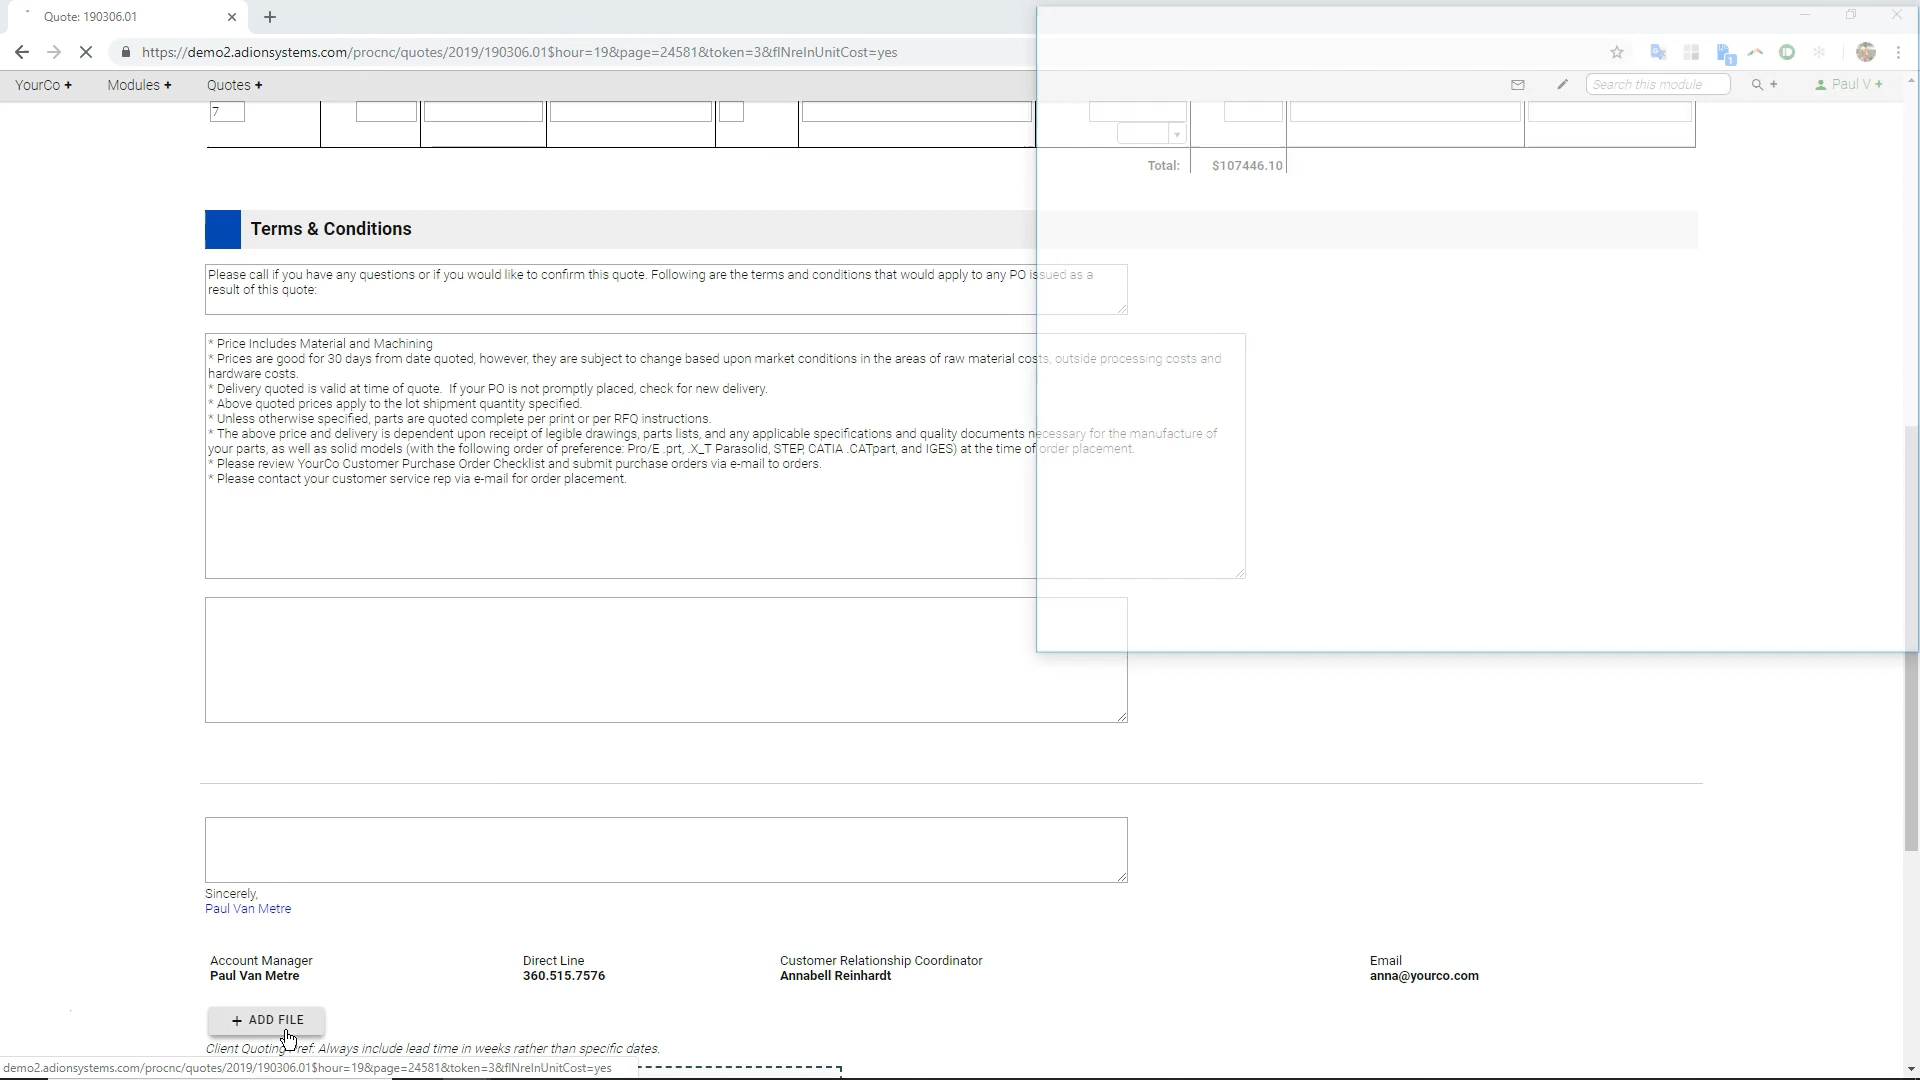 Quote: 190306.01
https://demo2.adionsystems.com/procnc/quotes/2019/190306.01$hour=19&page=24581&token=3&flNreInUnitCost=yes
1
YourCo +
Modules +
Quotes +
Search this module
+
Paul V +
7
Total:
$107446.10
Terms & Conditions
Please call if you have any questions or if you would like to confirm this quote. Following are the terms and conditions that would apply to any PO issued as a
result of this quote:
* Price Includes Material and Machining
* Prices are good for 30 days from date quoted, however, they are subject to change based upon market conditions in the areas of raw material costs, outside processing costs and
hardware costs.
* Delivery quoted is valid at time of quote.  If your PO is not promptly placed, check for new delivery.
* Above quoted prices apply to the lot shipment quantity specified.
* Unless otherwise specified, parts are quoted complete per print or per RFQ instructions.
* The above price and delivery is dependent upon receipt of legible drawings, parts lists, and any applicable specifications and quality documents necessary for the manufacture of
your parts, as well as solid models (with the following order of preference: Pro/E .prt, .X_T Parasolid, STEP, CATIA .CATpart, and IGES) at the time of order placement.
* Please review YourCo Customer Purchase Order Checklist and submit purchase orders via e-mail to orders.
* Please contact your customer service rep via e-mail for order placement.
Sincerely,
Paul Van Metre
Account Manager
Paul Van Metre
Direct Line
360.515.7576
Customer Relationship Coordinator
Annabell Reinhardt
Email
anna@yourco.com
+ ADD FILE
Client Quoting ref: Always include lead time in weeks rather than specific dates.
demo2.adionsystems.com/procnc/quotes/2019/190306.01$hour=19&page=24581&token=3&flNreInUnitCost=yes